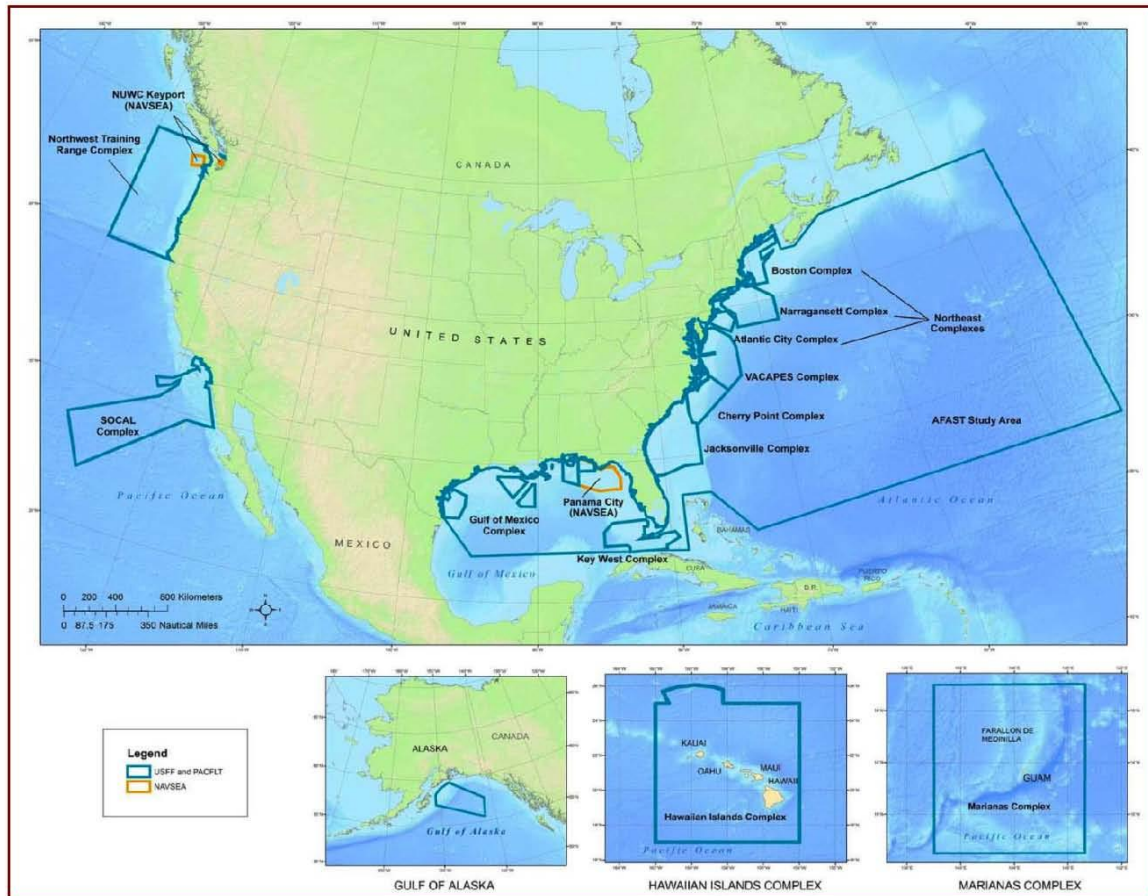 NUWC Keyport
(NAVSEA)
Northwest Training
Range Complex
CANADA
UNITED STATES
Boston Complex
Narragansett Complex
Northeast
Complexes
Atlantic City Complex
VACAPES Complex
Cherry Point Complex
AFAST Study Area
Jacksonville Complex
SOCAL
Complex
Pacific Ocean
Atlantic Ocean
Panama City
(NAVSEA)
Gulf of Mexico
Complex
BAHAMAS
MEXICO
Key West Complex
Gulf of Mexico
CUBA
PUERTO
RICO
D.R.
HAITI
JAMAICA
Caribbean Sea
0 200 400 800 Kilometers
0 87.5 175 350 Nautical Miles
Legend
USFF and PACFLT
NAVSEA
ALASKA
CANADA
Gulf of Alaska
GULF OF ALASKA
KAUAI
OAHU
MAUI
HAWAII
Hawaiian Islands Complex
Pacific Ocean
HAWAIIAN ISLANDS COMPLEX
FARALLON DE
MEDINILLA
GUAM
Marianas Complex
Pacific Ocean
MARIANAS COMPLEX